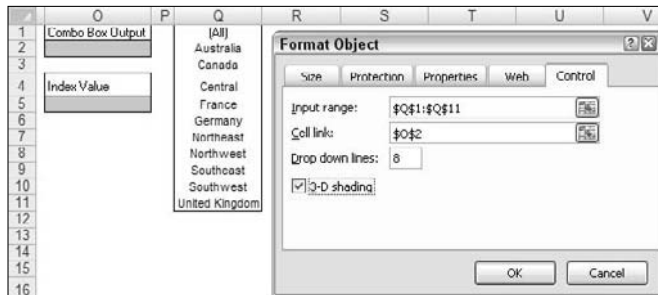 O P Q R S T U V
1 Combo Box Output (All)
2 Australia
3 Canada
4 Index Value Central
5 France
6 Germany
7 Northeast
8 Northwest
9 Southeast
10 Southwest
11 United Kingdom
12
13
14
15
16
Format Object
Size Protection Properties Web Control
Input range: $Q$1:$Q$11
Cell link: $O$2
Drop down lines: 8
3-D shading
OK Cancel